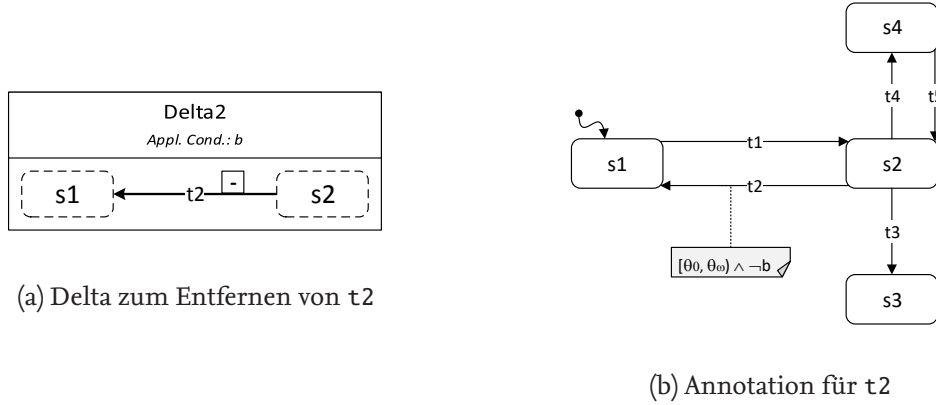 Delta2
Appl. Cond.: b
s1
t2
-
s2
(a) Delta zum Entfernen von t2
s4
t4
t5
s1
t1
s2
t2
t3
[θ0, θω) ∧ ¬b
s3
(b) Annotation für t2